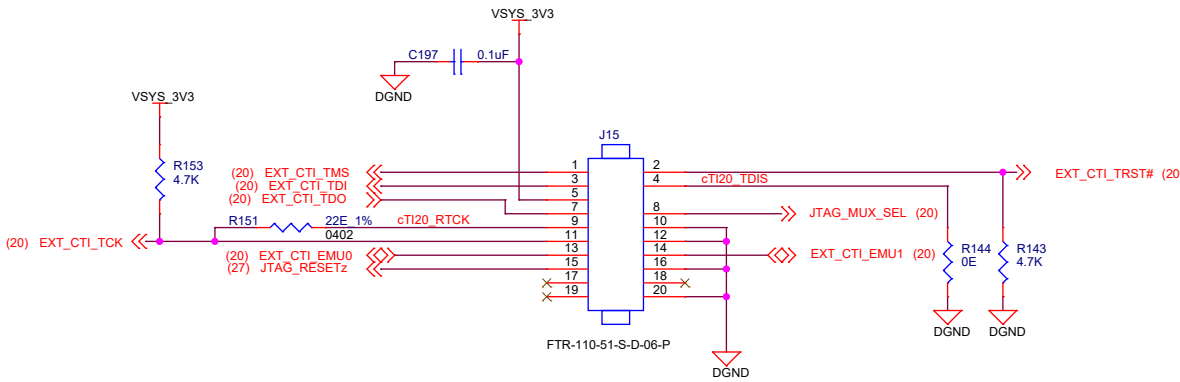 VSYS_3V3
C197 0.1uF
DGND
VSYS_3V3
J15
R153
4.7K
(20) EXT_CTI_TMS 1 2 EXT_CTI_TRST# (20
(20) EXT_CTI_TDI 3 4 cTI20_TDIS
5
(20) EXT_CTI_TDO 7 8 JTAG_MUX_SEL (20)
R151 22E_1% cTI20_RTCK 9 10
0402
(20) EXT_CTI_TCK 11 12
(20) EXT_CTI_EMU0 13 14 EXT_CTI_EMU1 (20)
(27) JTAG_RESETz 15 16
17 18
19 20
R144
0E
R143
4.7K
DGND DGND
FTR-110-51-S-D-06-P
DGND